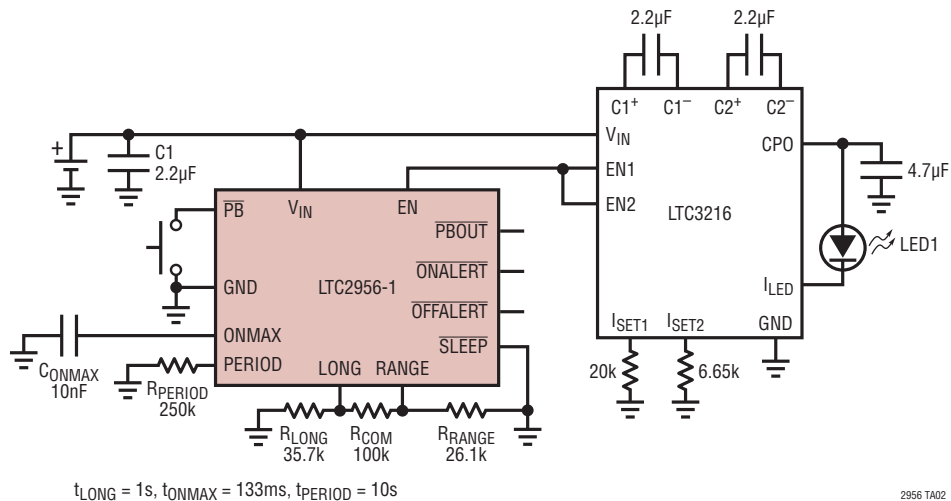 2.2µF
2.2µF
C1⁺
C1⁻
C2⁺
C2⁻
+
C1
2.2µF
VIN
EN1
EN2
LTC3216
CPO
4.7µF
LED1
ILED
ISET1
ISET2
GND
20k
6.65k
PB
VIN
EN
PBOUT
ONALERT
OFFALERT
SLEEP
LTC2956-1
GND
ONMAX
PERIOD
LONG
RANGE
CONMAX
10nF
RPERIOD
250k
RLONG
35.7k
RCOM
100k
RRANGE
26.1k
tLONG = 1s, tONMAX = 133ms, tPERIOD = 10s
2956 TA02